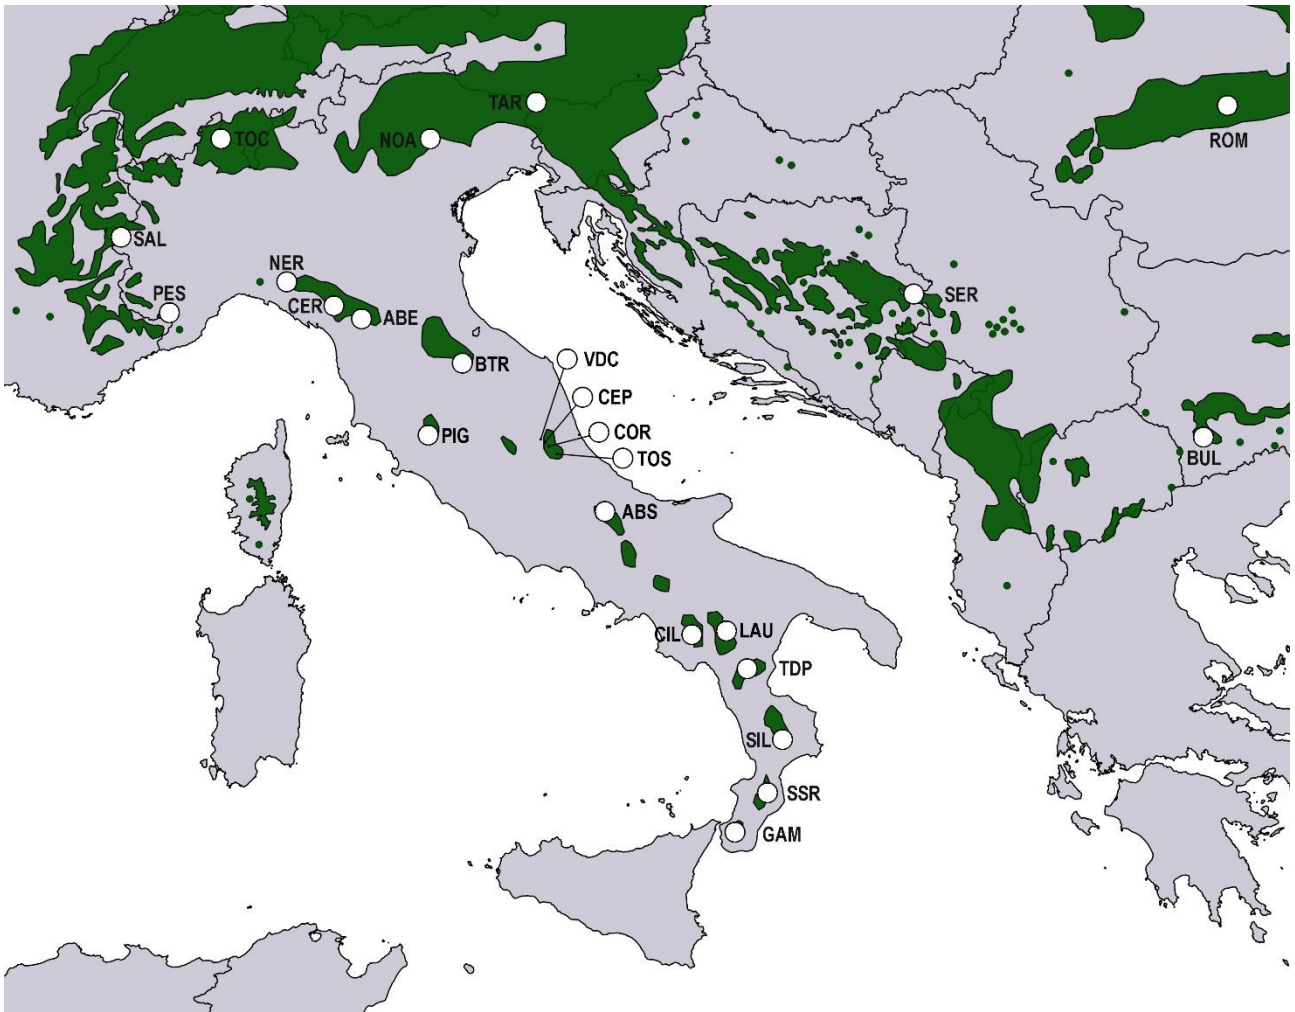 TAR
ROM
TOC
NOA
SAL
NER
PES
CER
ABE
SER
BTR
VDC
CEP
PIG
COR
TOS
BUL
ABS
CIL
LAU
TDP
SIL
SSR
GAM